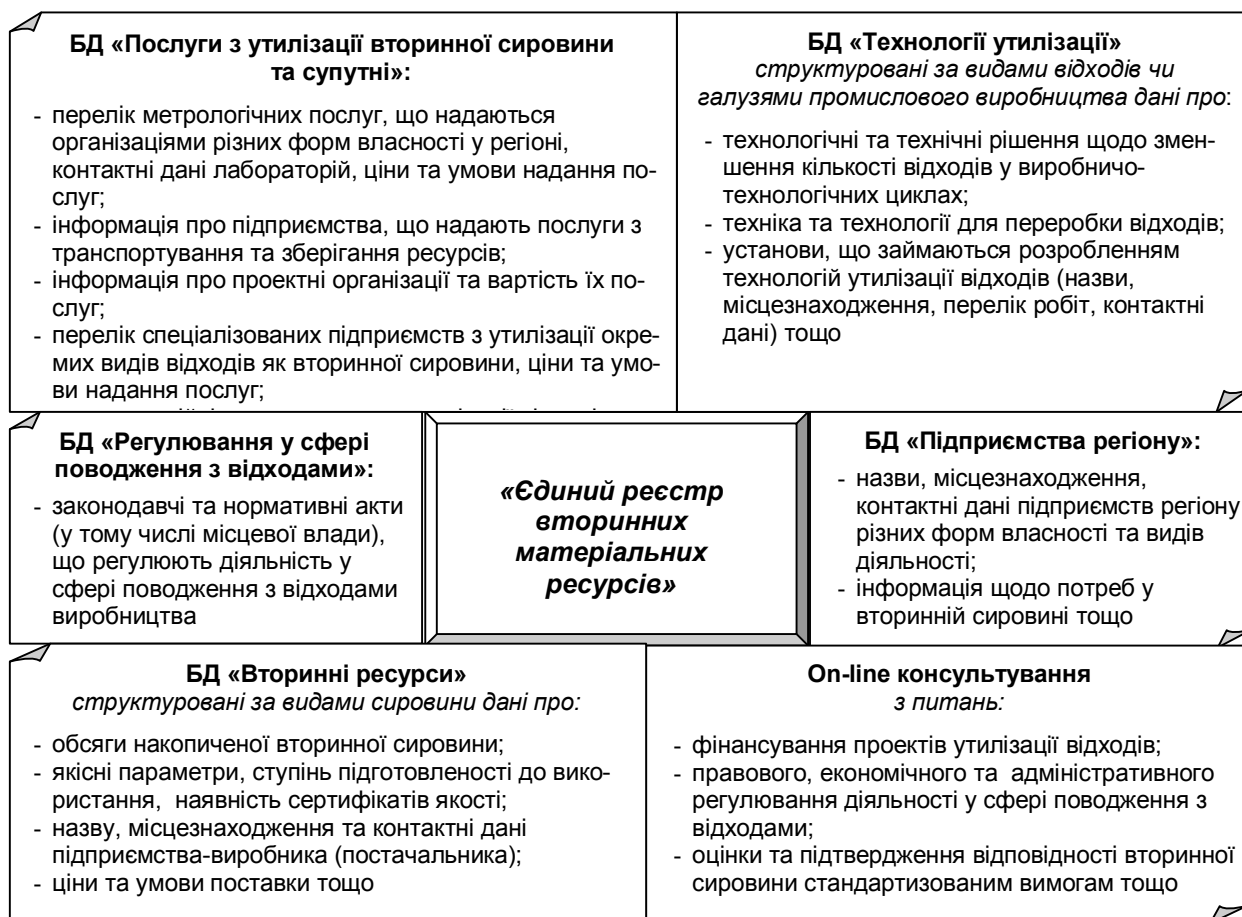 БД «Послуги з утилізації вторинної сировини
та супутні»:
- перелік метрологічних послуг, що надаються
організаціями різних форм власності у регіоні,
контактні дані лабораторій, ціни та умови надання по-
слуг;
- інформація про підприємства, що надають послуги з
транспортування та зберігання ресурсів;
- інформація про проектні організації та вартість їх по-
слуг;
- перелік спеціалізованих підприємств з утилізації окре-
мих видів відходів як вторинної сировини, ціни та умо-
ви надання послуг;
БД «Технології утилізації»
структуровані за видами відходів чи
галузями промислового виробництва дані про:
- технологічні та технічні рішення щодо змен-
шення кількості відходів у виробничо-
технологічних циклах;
- техніка та технології для переробки відходів;
- установи, що займаються розробленням
технологій утилізації відходів (назви,
місцезнаходження, перелік робіт, контактні
дані) тощо
БД «Регулювання у сфері
поводження з відходами»:
- законодавчі та нормативні акти
(у тому числі місцевої влади),
що регулюють діяльність у
сфері поводження з відходами
виробництва
«Єдиний реєстр
вторинних
матеріальних
ресурсів»
БД «Підприємства регіону»:
- назви, місцезнаходження,
контактні дані підприємств регіону
різних форм власності та видів
діяльності;
- інформація щодо потреб у
вторинній сировині тощо
БД «Вторинні ресурси»
структуровані за видами сировини дані про:
- обсяги накопиченої вторинної сировини;
- якісні параметри, ступінь підготовленості до вико-
ристання, наявність сертифікатів якості;
- назву, місцезнаходження та контактні дані
підприємства-виробника (постачальника);
- ціни та умови поставки тощо
On-line консультування
з питань:
- фінансування проектів утилізації відходів;
- правового, економічного та адміністративного
регулювання діяльності у сфері поводження з
відходами;
- оцінки та підтвердження відповідності вторинної
сировини стандартизованим вимогам тощо